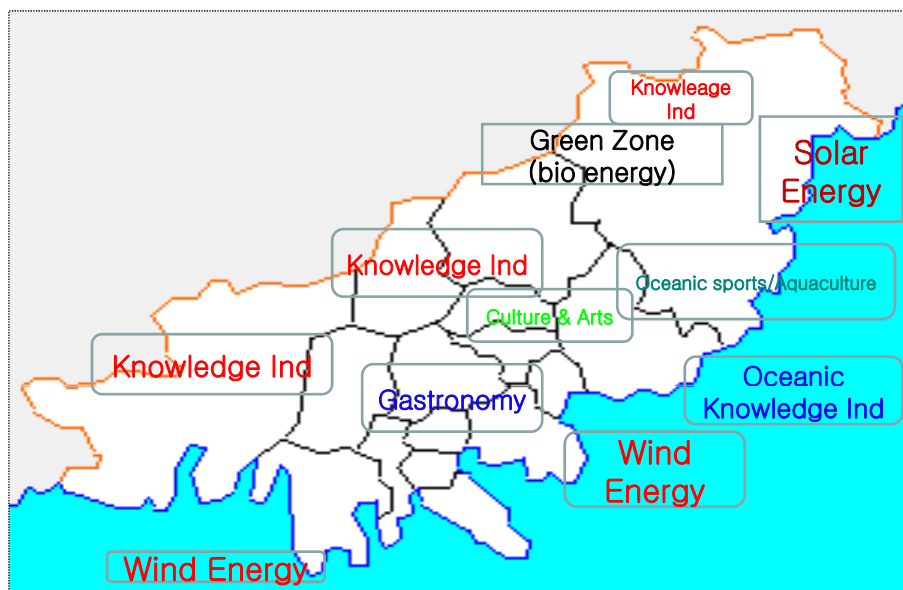 Knowleage
Ind
Green Zone
(bio energy)
Solar
Energy
Knowledge Ind
Oceanic sports/Aquaculture
Culture & Arts
Knowledge Ind
Gastronomy
Oceanic
Knowledge Ind
Wind
Energy
Wind Energy